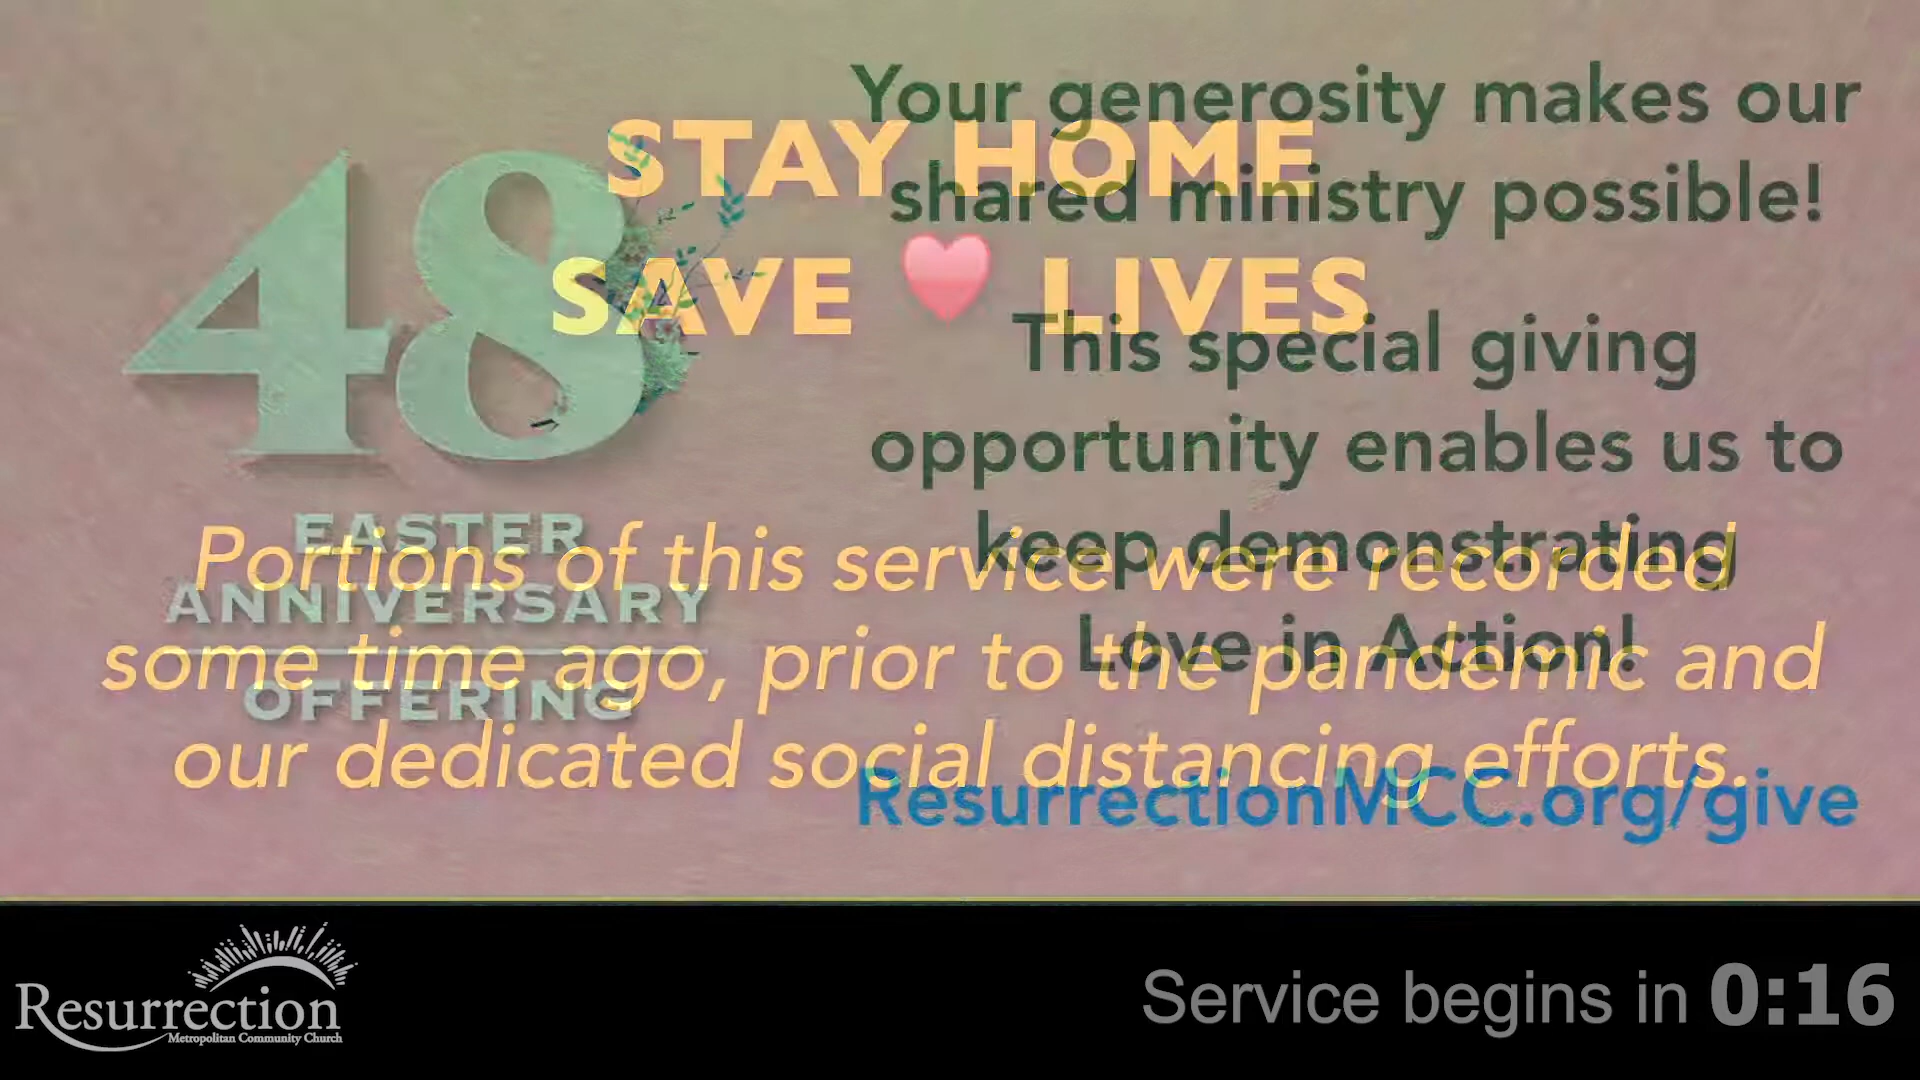 48
EASTER
ANNIVERSARY
OFFERING
Your generosity makes our
shared ministry possible!
This special giving
opportunity enables us to
keep demonstrating
Love in Action!
ResurrectionMCC.org/give
STAY HOME
SAVE ❤️ LIVES
Portions of this service were recorded
some time ago, prior to the pandemic and
our dedicated social distancing efforts.
Resurrection
Metropolitan Community Church
Service begins in 0:16